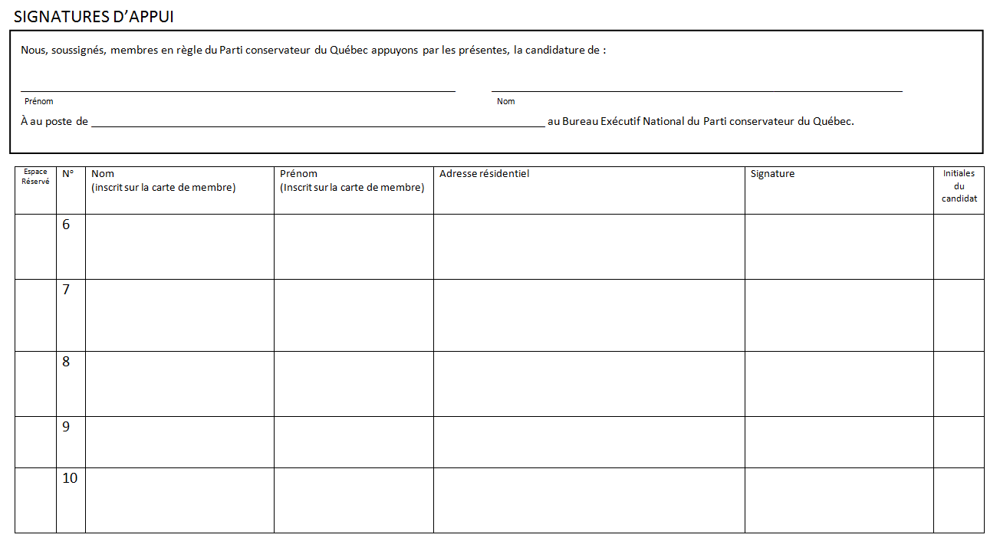 SIGNATURES D’APPUI
Nous, soussignés, membres en règle du Parti conservateur du Québec appuyons par les présentes, la candidature de :
Prénom Nom
À au poste de ______ au Bureau Exécutif National du Parti conservateur du Québec.
Espace Réservé
N°
Nom
(inscrit sur la carte de membre)
Prénom
(Inscrit sur la carte de membre)
Adresse résidentiel
Signature
Initiales
du
candidat
6
7
8
9
10